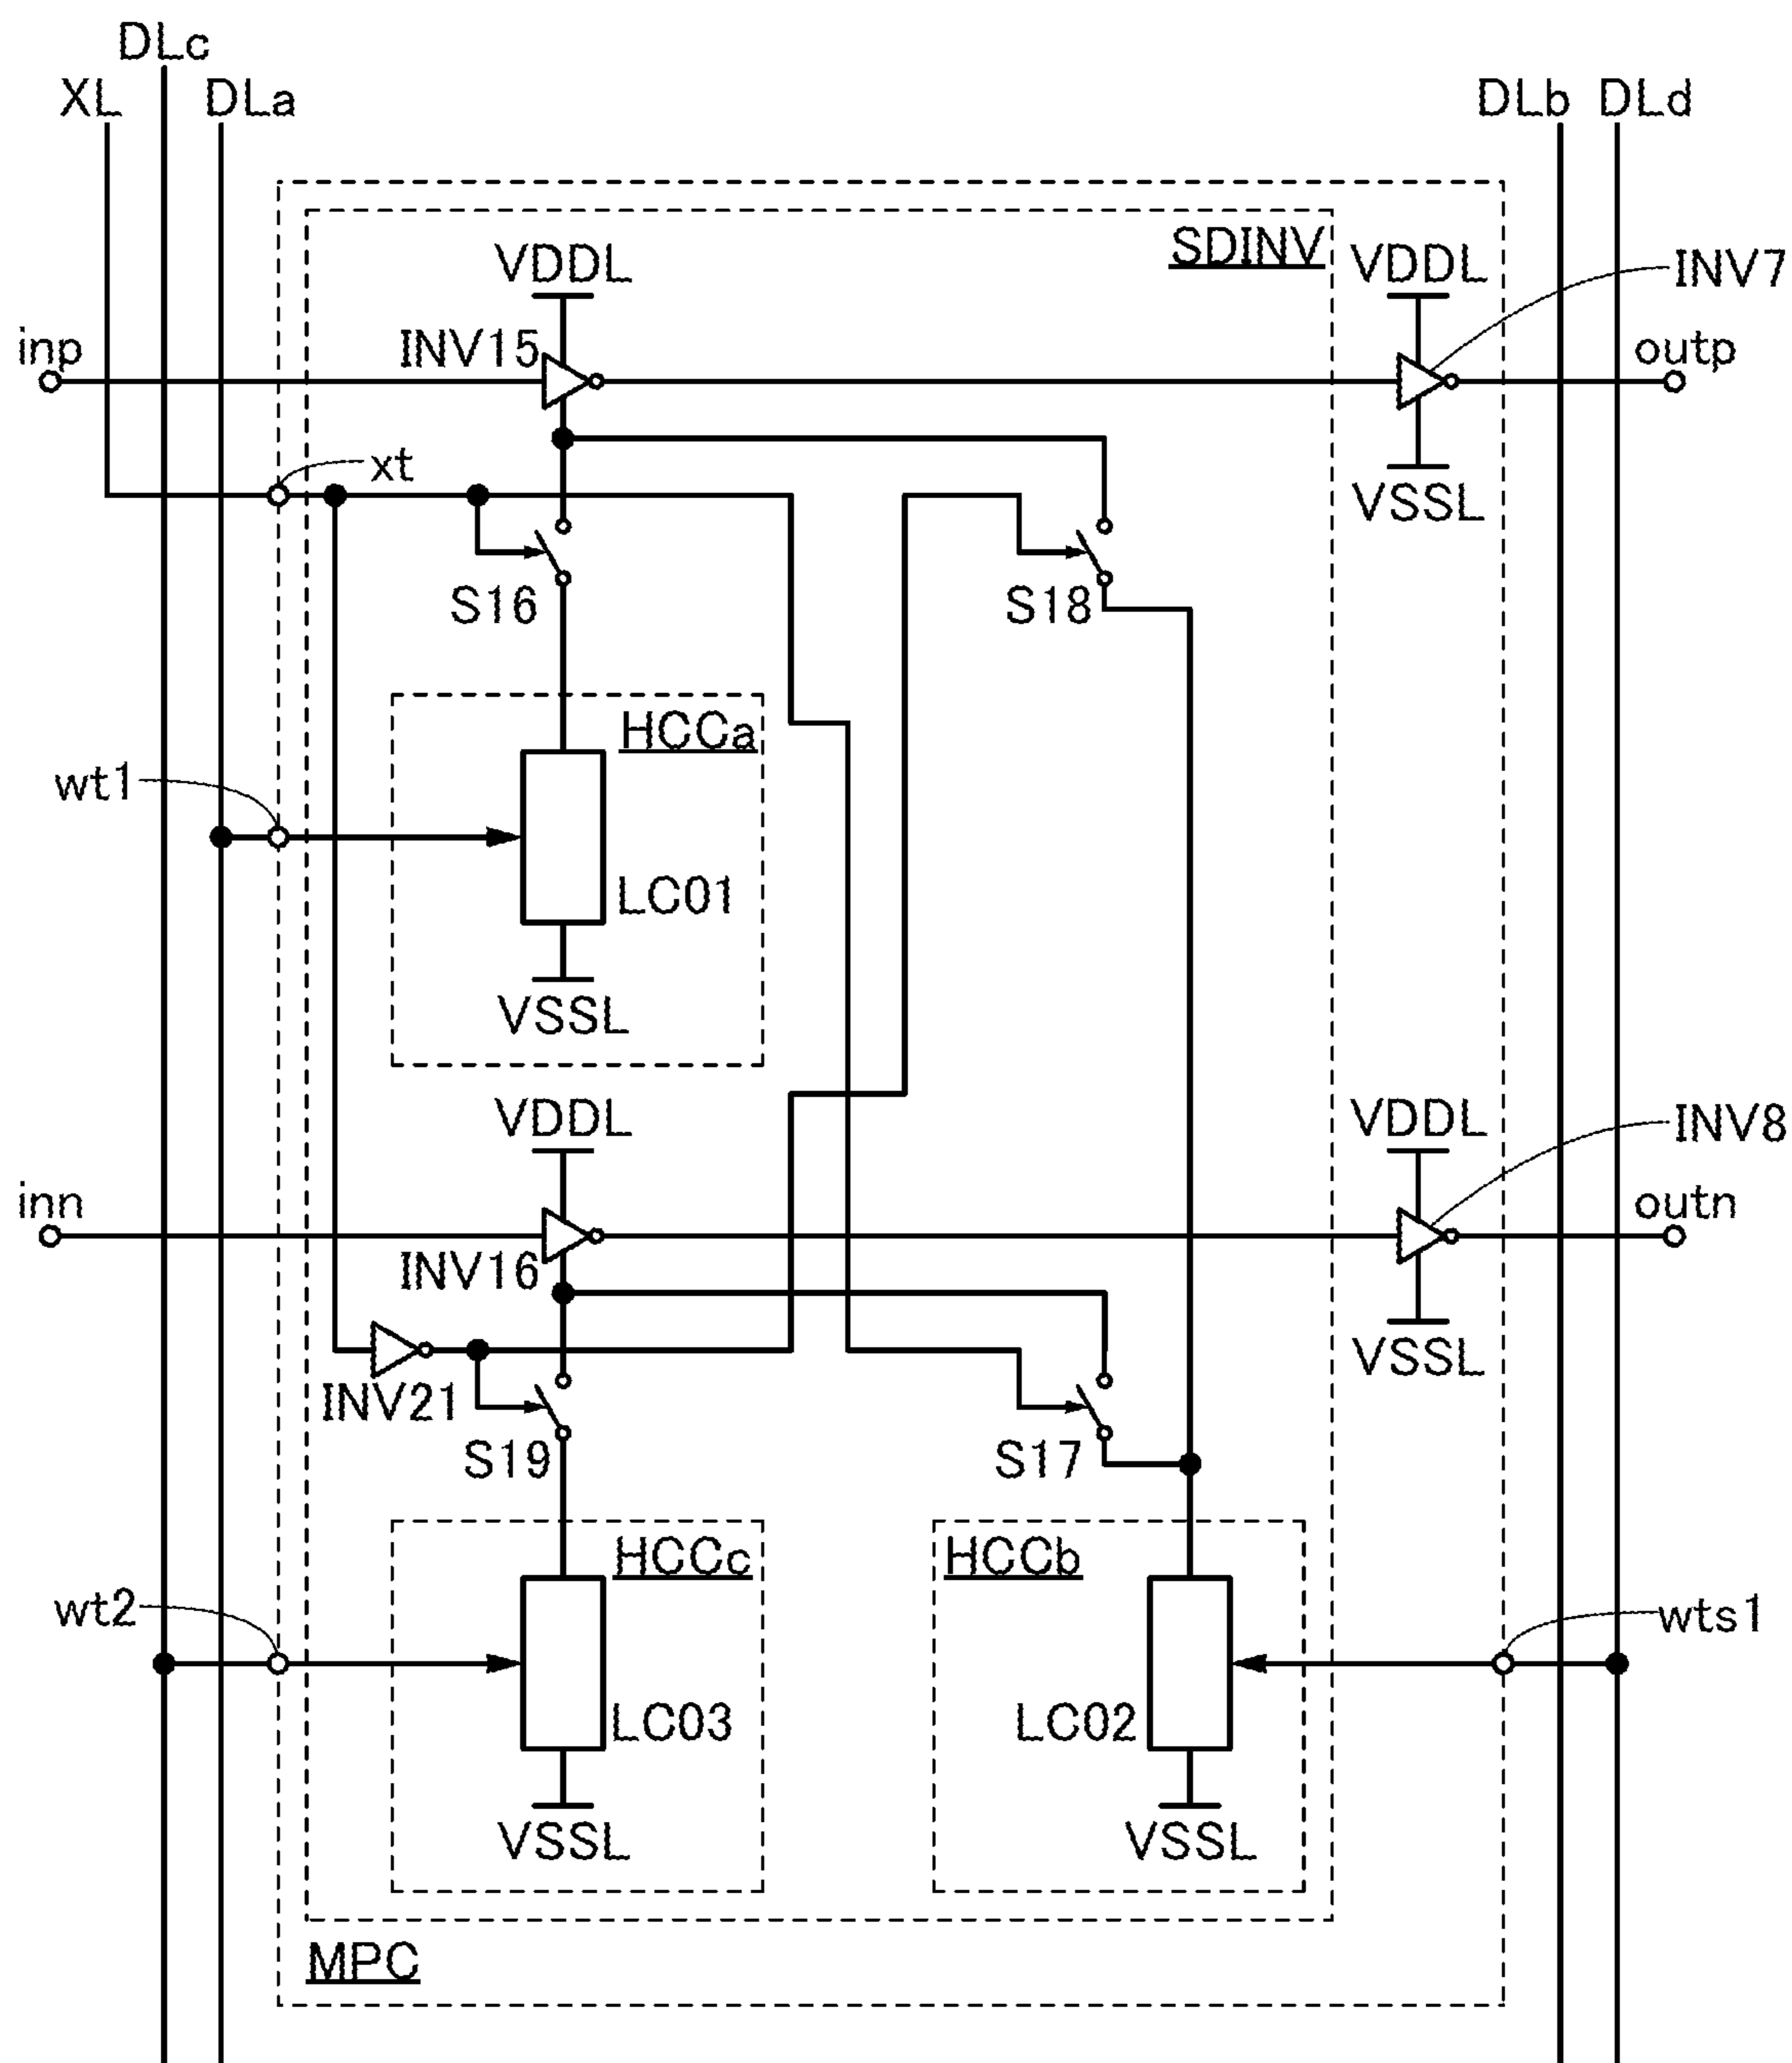 DLc
XL
DLa
DLb
DLd
SDINV
VDDL
VDDL
INV7
inp
INV15
outp
xt
VSSL
S16
S18
HCCa
wt1
LC01
VSSL
VDDL
VDDL
INV8
inn
outn
INV16
VSSL
INV21
S19
S17
HCCc
HCCb
wt2
wts1
LC03
LC02
VSSL
VSSL
MPC